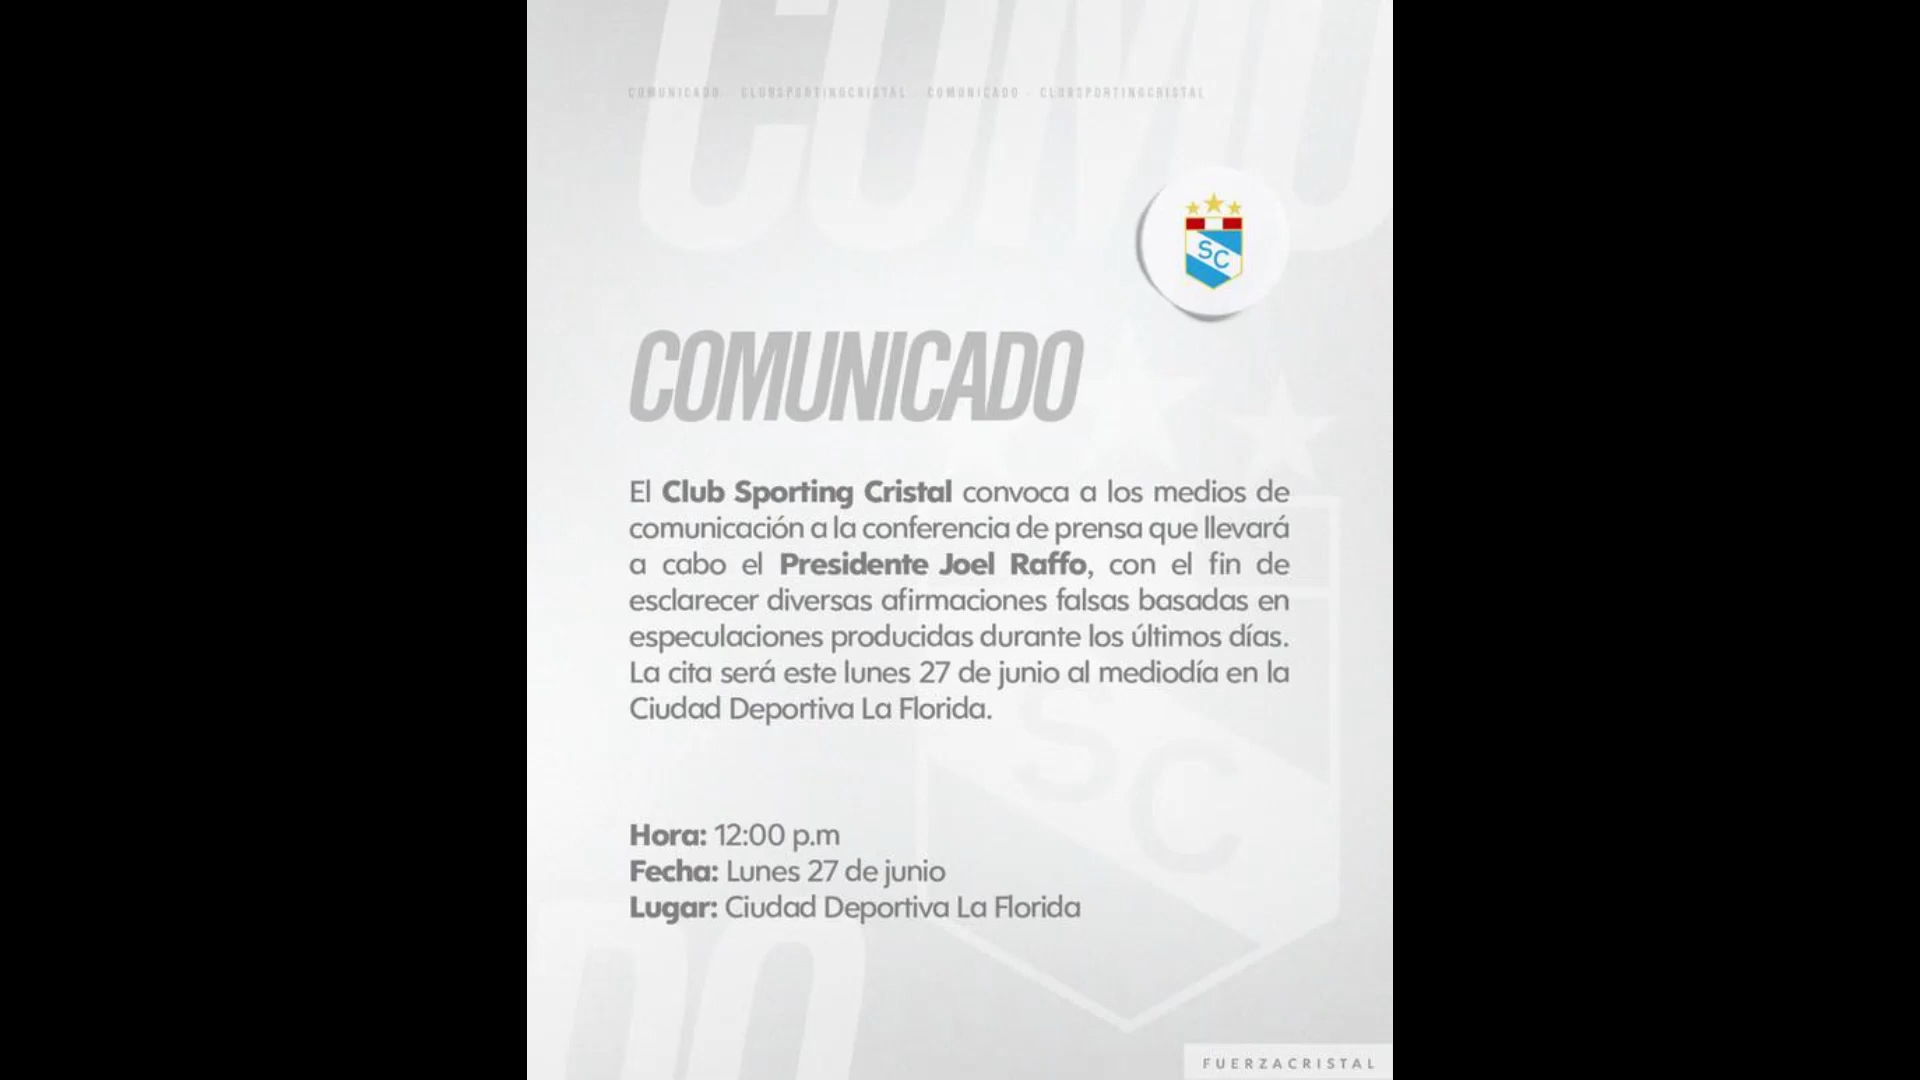 COMU
COMUNICADO · CLUBSPORTINGCRISTAL · COMUNICADO · CLUBSPORTINGCRISTAL
SC
COMUNICADO
El Club Sporting Cristal convoca a los medios de
comunicación a la conferencia de prensa que llevará
a cabo el Presidente Joel Raffo, con el fin de
esclarecer diversas afirmaciones falsas basadas en
especulaciones producidas durante los últimos días.
La cita será este lunes 27 de junio al mediodía en la
Ciudad Deportiva La Florida.
SC
Hora: 12:00 p.m
Fecha: Lunes 27 de junio
Lugar: Ciudad Deportiva La Florida
DO
FUERZACRISTAL